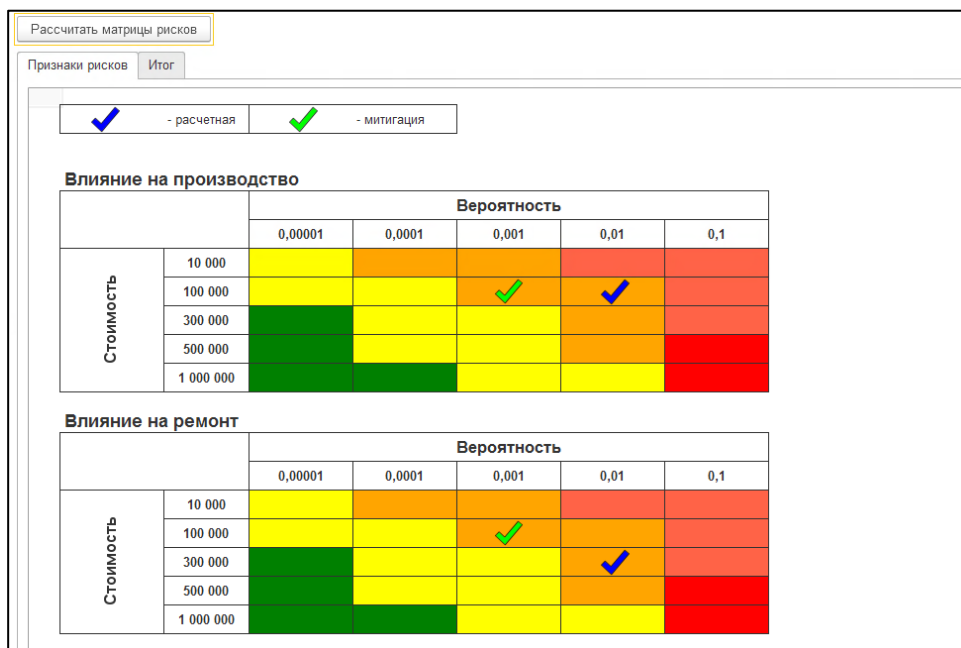 Рассчитать матрицы рисков
Признаки рисков Итог
- расчетная - митигация
Влияние на производство
Вероятность
0,00001 0,0001 0,001 0,01 0,1
Стоимость
10 000
100 000
300 000
500 000
1 000 000
Влияние на ремонт
Вероятность
0,00001 0,0001 0,001 0,01 0,1
Стоимость
10 000
100 000
300 000
500 000
1 000 000